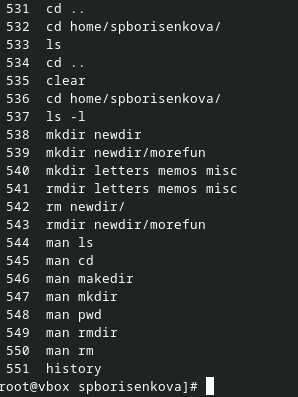 531 cd ..
532 cd home/spborisenkova/
533 ls
534 cd ..
535 clear
536 cd home/spborisenkova/
537 ls -l
538 mkdir newdir
539 mkdir newdir/morefun
540 mkdir letters memos misc
541 rmdir letters memos misc
542 rm newdir/
543 rmdir newdir/morefun
544 man ls
545 man cd
546 man makedir
547 man mkdir
548 man pwd
549 man rmdir
550 man rm
551 history
root@vbox spborisenkova]#